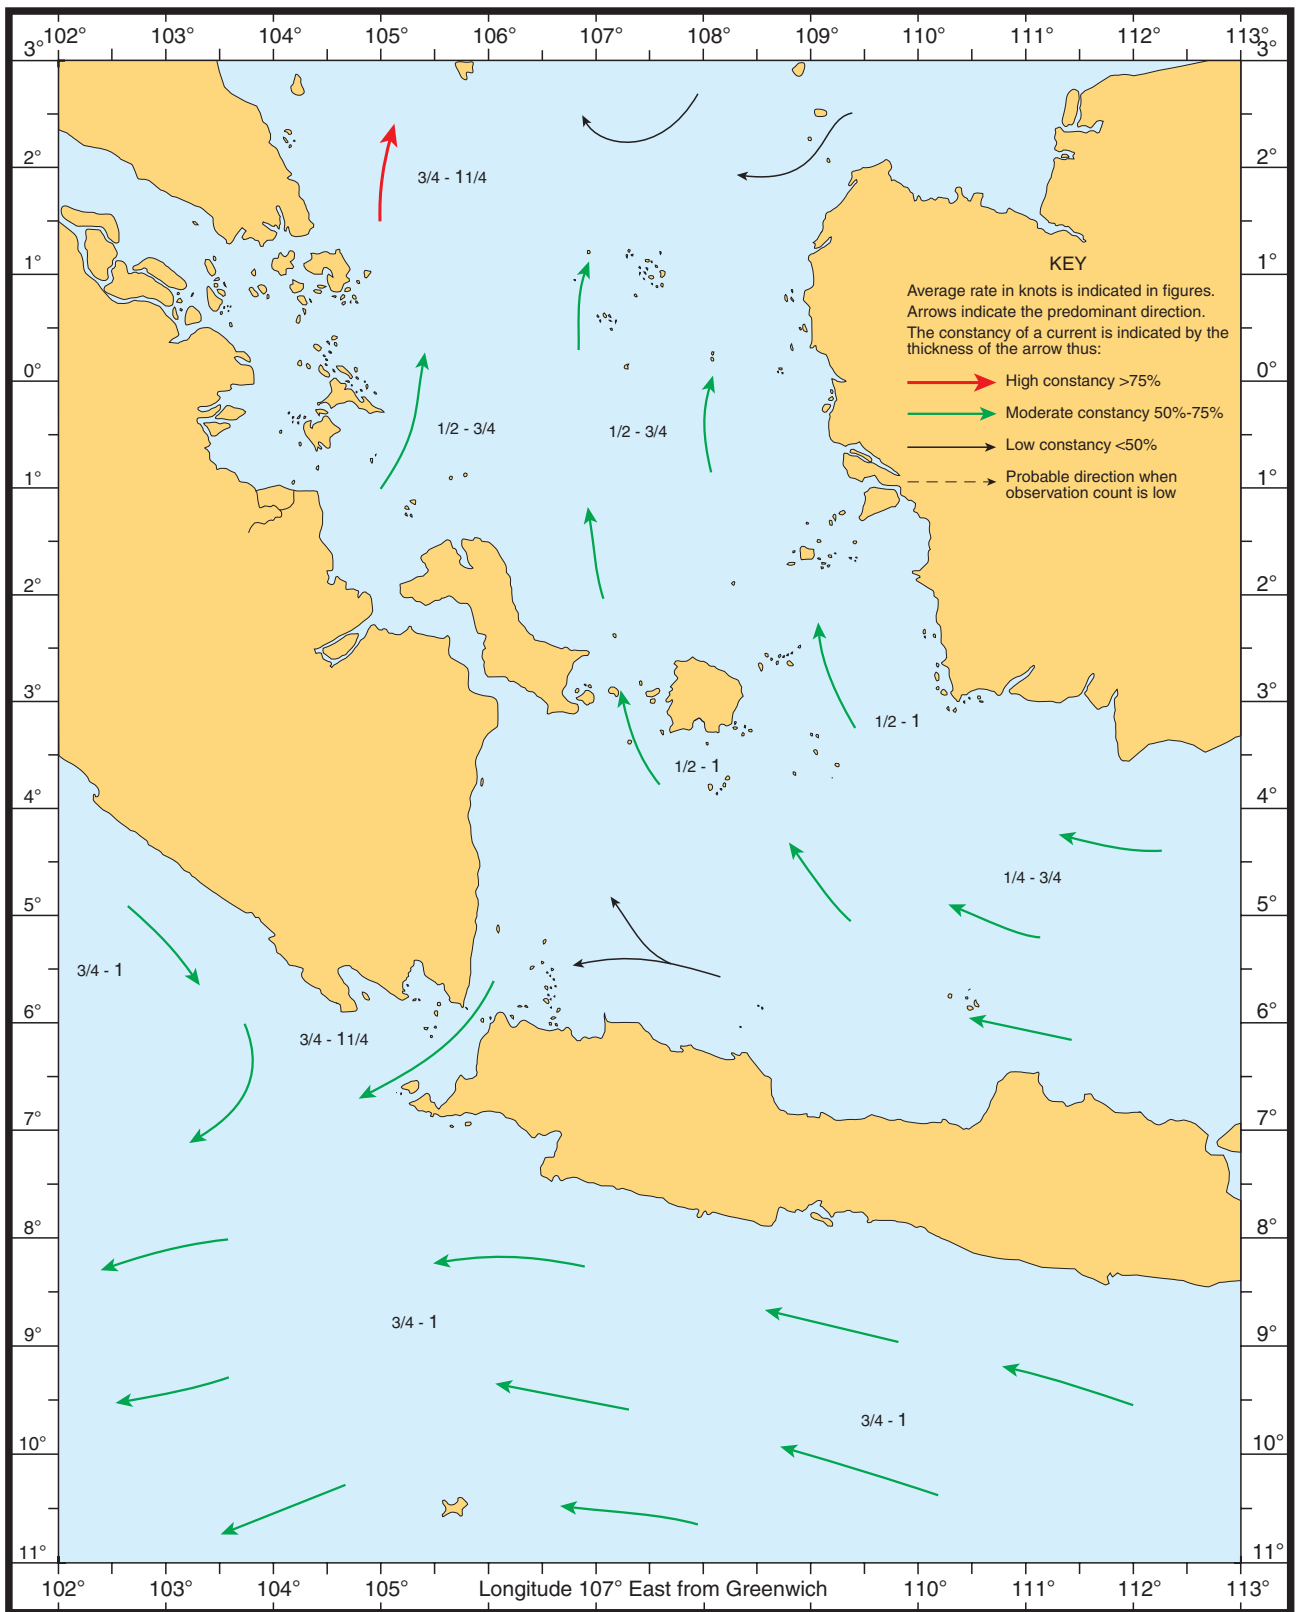 102° 103° 104° 105° 106° 107° 108° 109° 110° 111° 112° 113°
3° 3°
2° 2°
3/4 - 11/4
1° 1°
KEY
Average rate in knots is indicated in figures.
Arrows indicate the predominant direction.
The constancy of a current is indicated by the
thickness of the arrow thus:
0° 0°
High constancy >75%
Moderate constancy 50%-75%
1/2 - 3/4 1/2 - 3/4
Low constancy <50%
1° 1°
Probable direction when
observation count is low
2° 2°
3° 3°
1/2 - 1
1/2 - 1
4° 4°
1/4 - 3/4
5° 5°
3/4 - 1
6° 6°
3/4 - 11/4
7° 7°
8° 8°
3/4 - 1
9° 9°
3/4 - 1
10° 10°
11° 11°
102° 103° 104° 105° Longitude 107° East from Greenwich 110° 111° 112° 113°